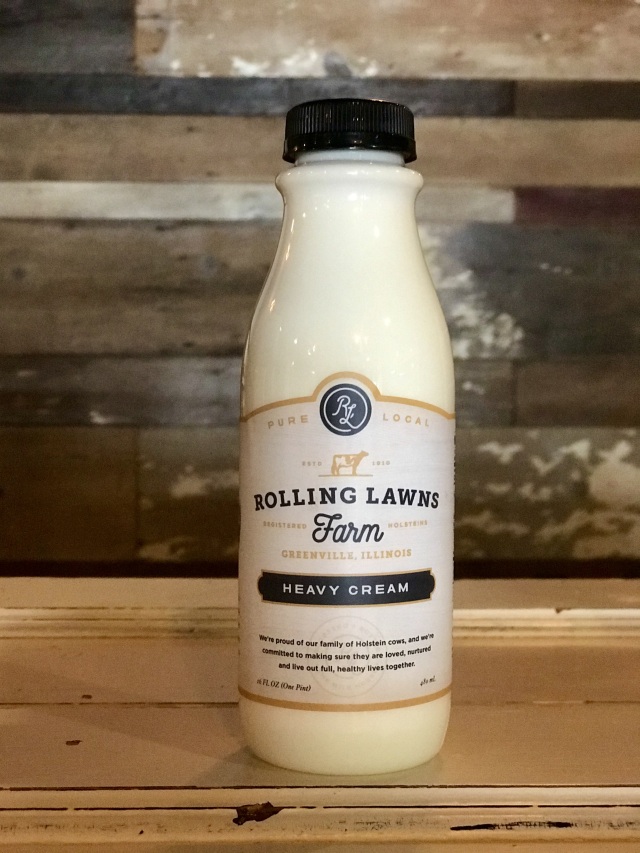 PURE RL LOCAL
ESTD 1910
ROLLING LAWNS
REGISTERED Farm HOLSTEINS
GREENVILLE, ILLINOIS
HEAVY CREAM
We're proud of our family of Holstein cows, and we're
committed to making sure they are loved, nurtured
and live out full, healthy lives together.
16 FL OZ (One Pint) 480 mL